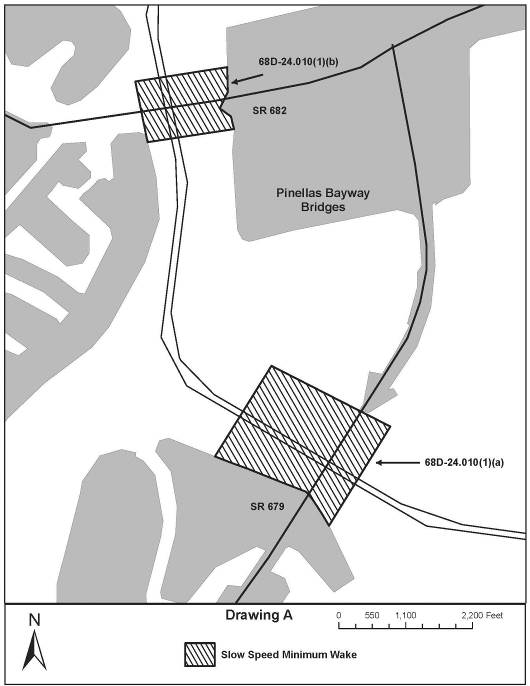 68D-24.010(1)(b)
SR 682
Pinellas Bayway
Bridges
68D-24.010(1)(a)
SR 679
Drawing A
N
0 550 1,100 2,200 Feet
Slow Speed Minimum Wake